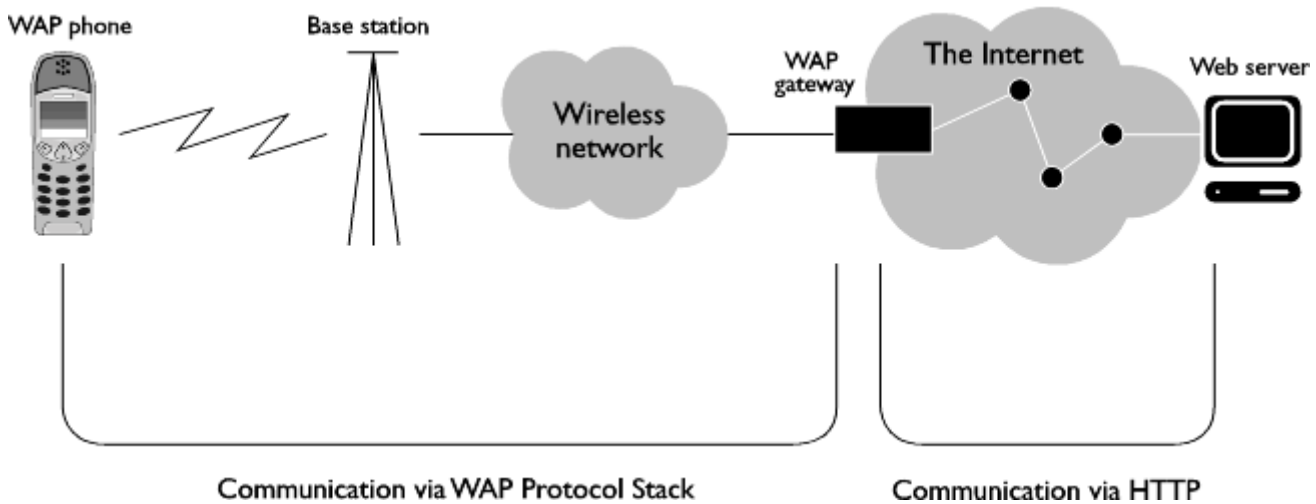 WAP phone
Base station
Wireless
network
WAP
gateway
The Internet
Web server
Communication via WAP Protocol Stack
Communication via HTTP